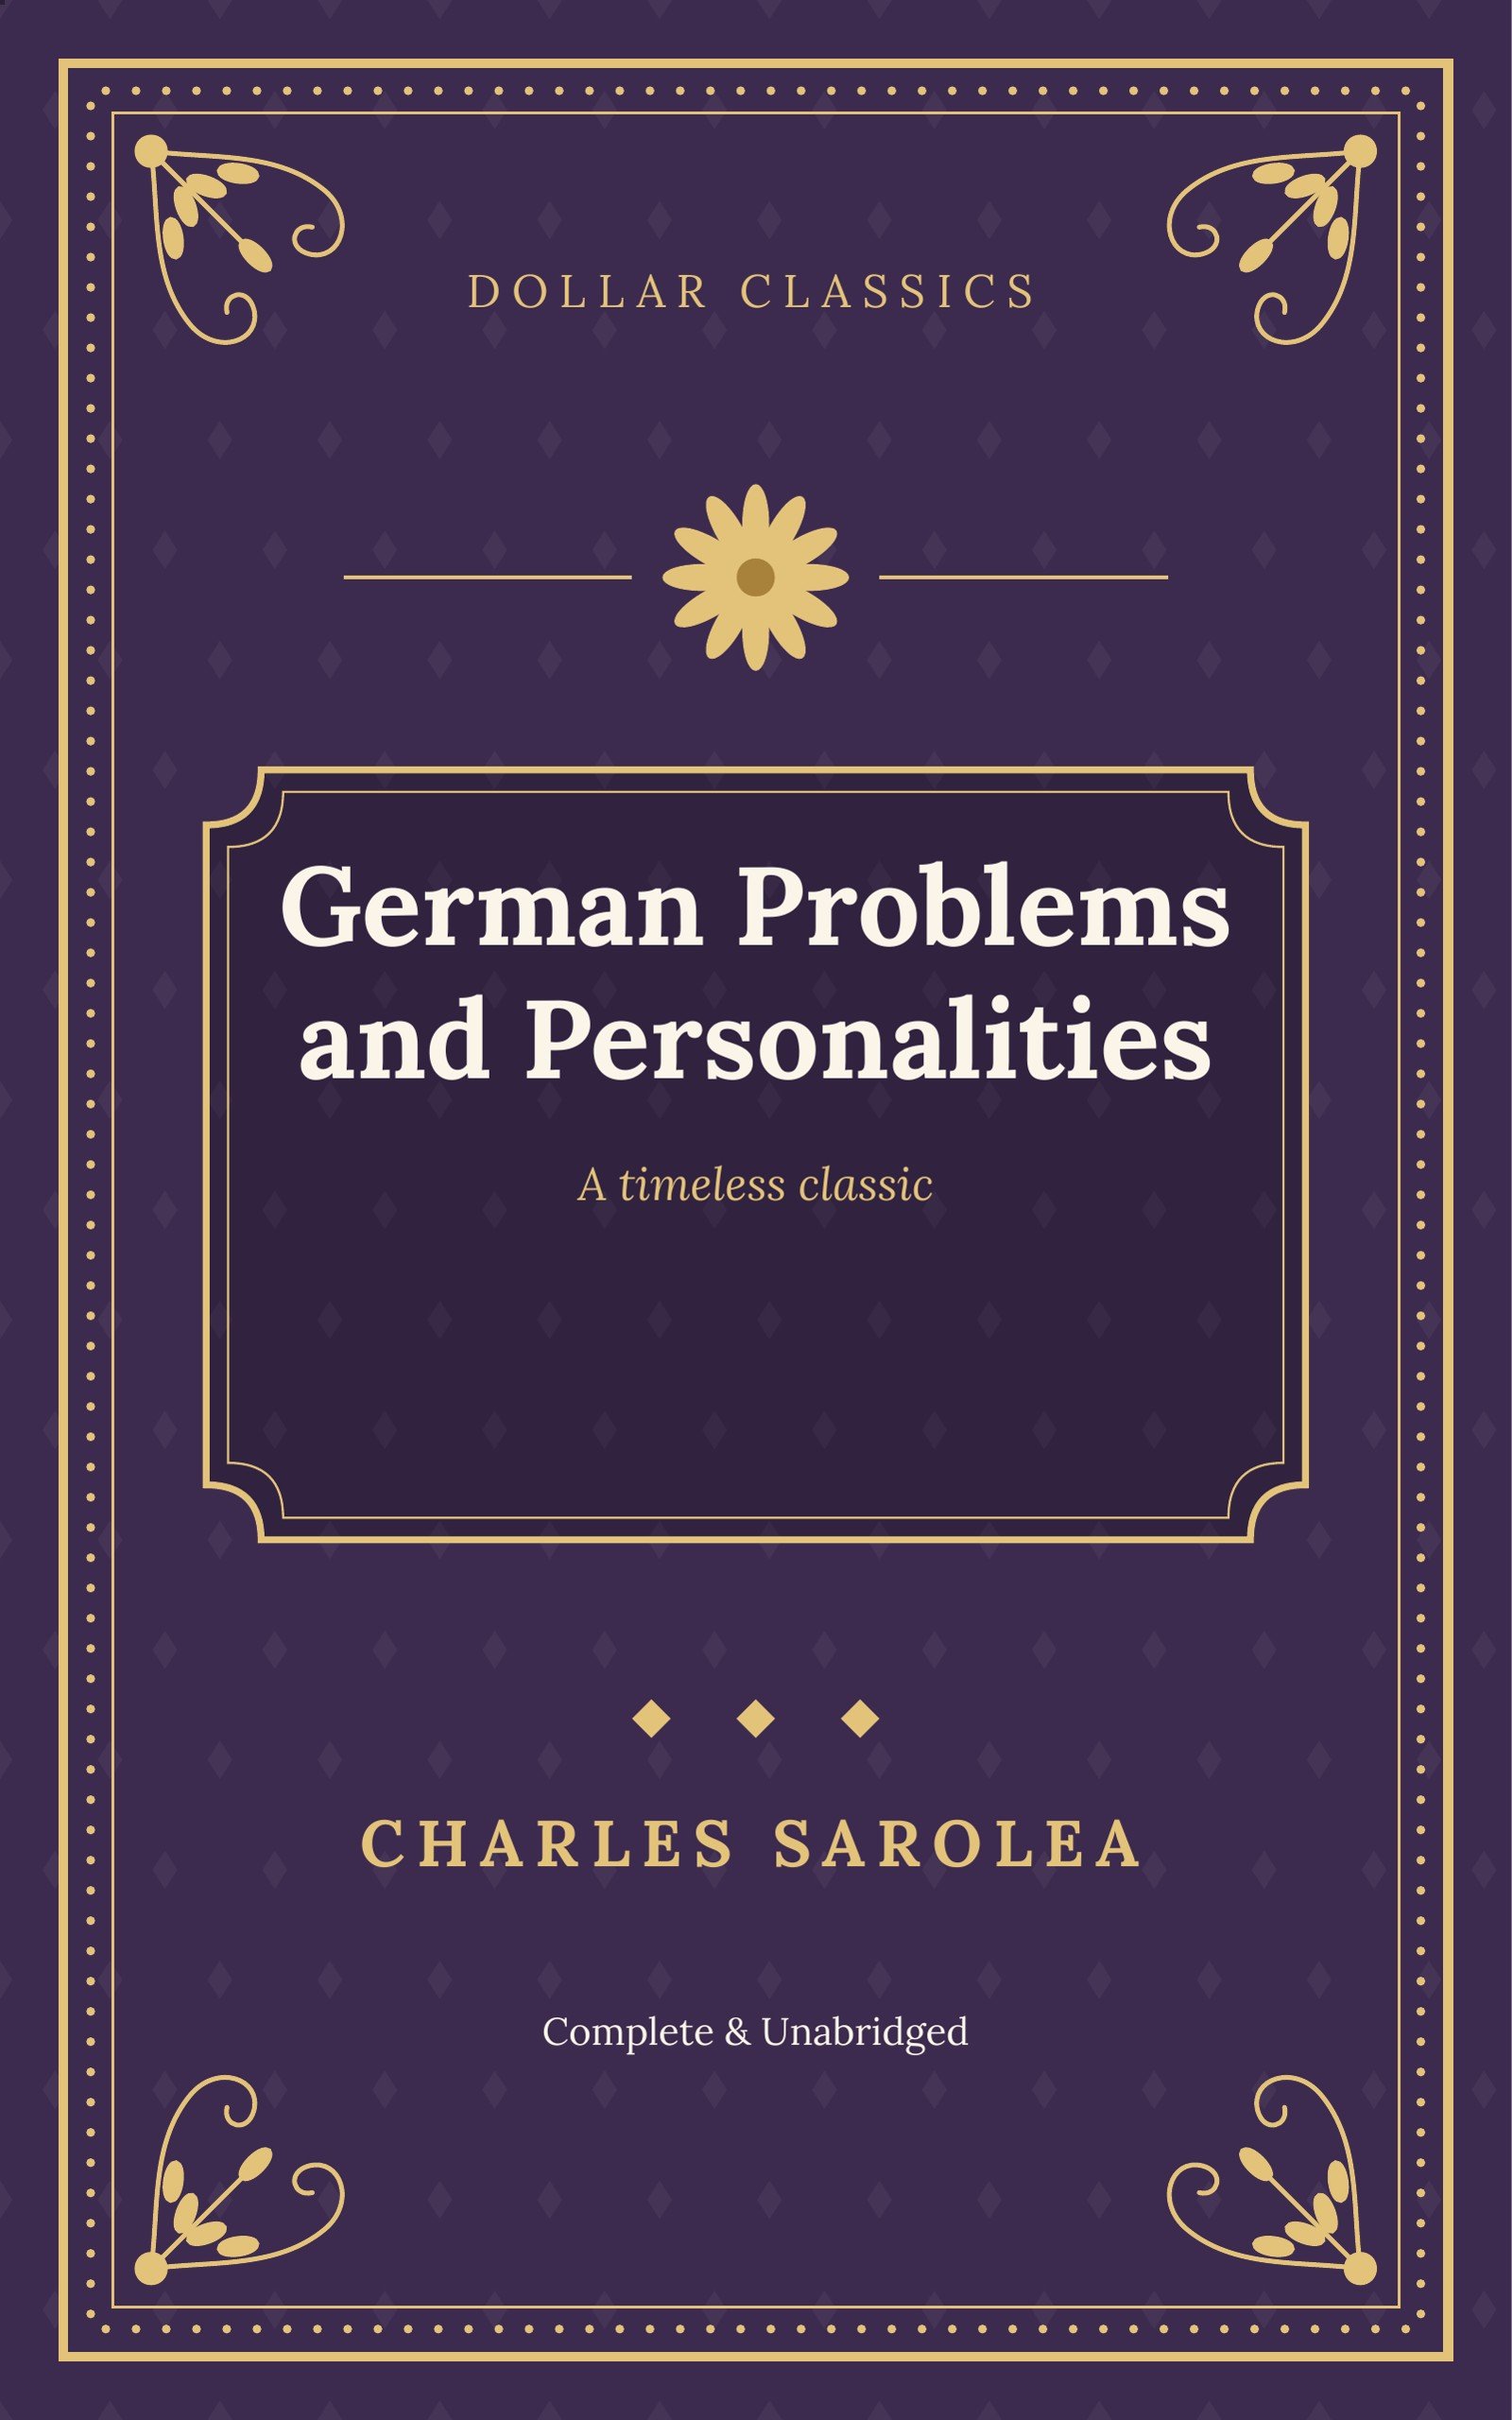 DOLLAR CLASSICS
German Problems
and Personalities
A timeless classic
CHARLES SAROLEA
Complete & Unabridged